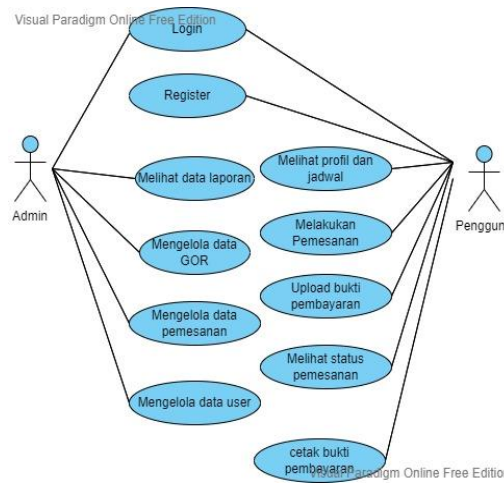 Visual Paradigm Online Free Edition
Login
Register
Melihat data laporan
Melihat profil dan
jadwal
Admin
Penggun
Melakukan
Pemesanan
Mengelola data
GOR
Upload bukti
pembayaran
Mengelola data
pemesanan
Melihat status
pemesanan
Mengelola data user
cetak bukti
pembayaran
Visual Paradigm Online Free Edition